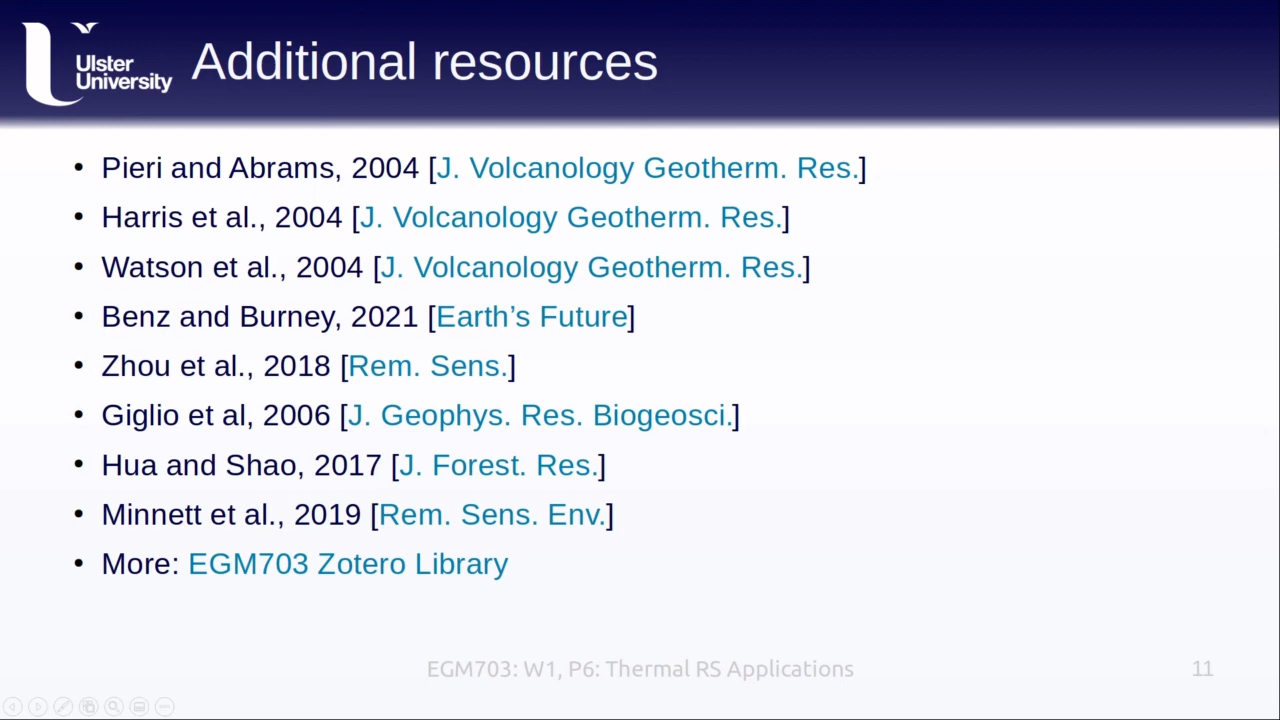 Ulster
University
Additional resources
• Pieri and Abrams, 2004 [J. Volcanology Geotherm. Res.]
• Harris et al., 2004 [J. Volcanology Geotherm. Res.]
• Watson et al., 2004 [J. Volcanology Geotherm. Res.]
• Benz and Burney, 2021 [Earth’s Future]
• Zhou et al., 2018 [Rem. Sens.]
• Giglio et al, 2006 [J. Geophys. Res. Biogeosci.]
• Hua and Shao, 2017 [J. Forest. Res.]
• Minnett et al., 2019 [Rem. Sens. Env.]
• More: EGM703 Zotero Library
EGM703: W1, P6: Thermal RS Applications
11